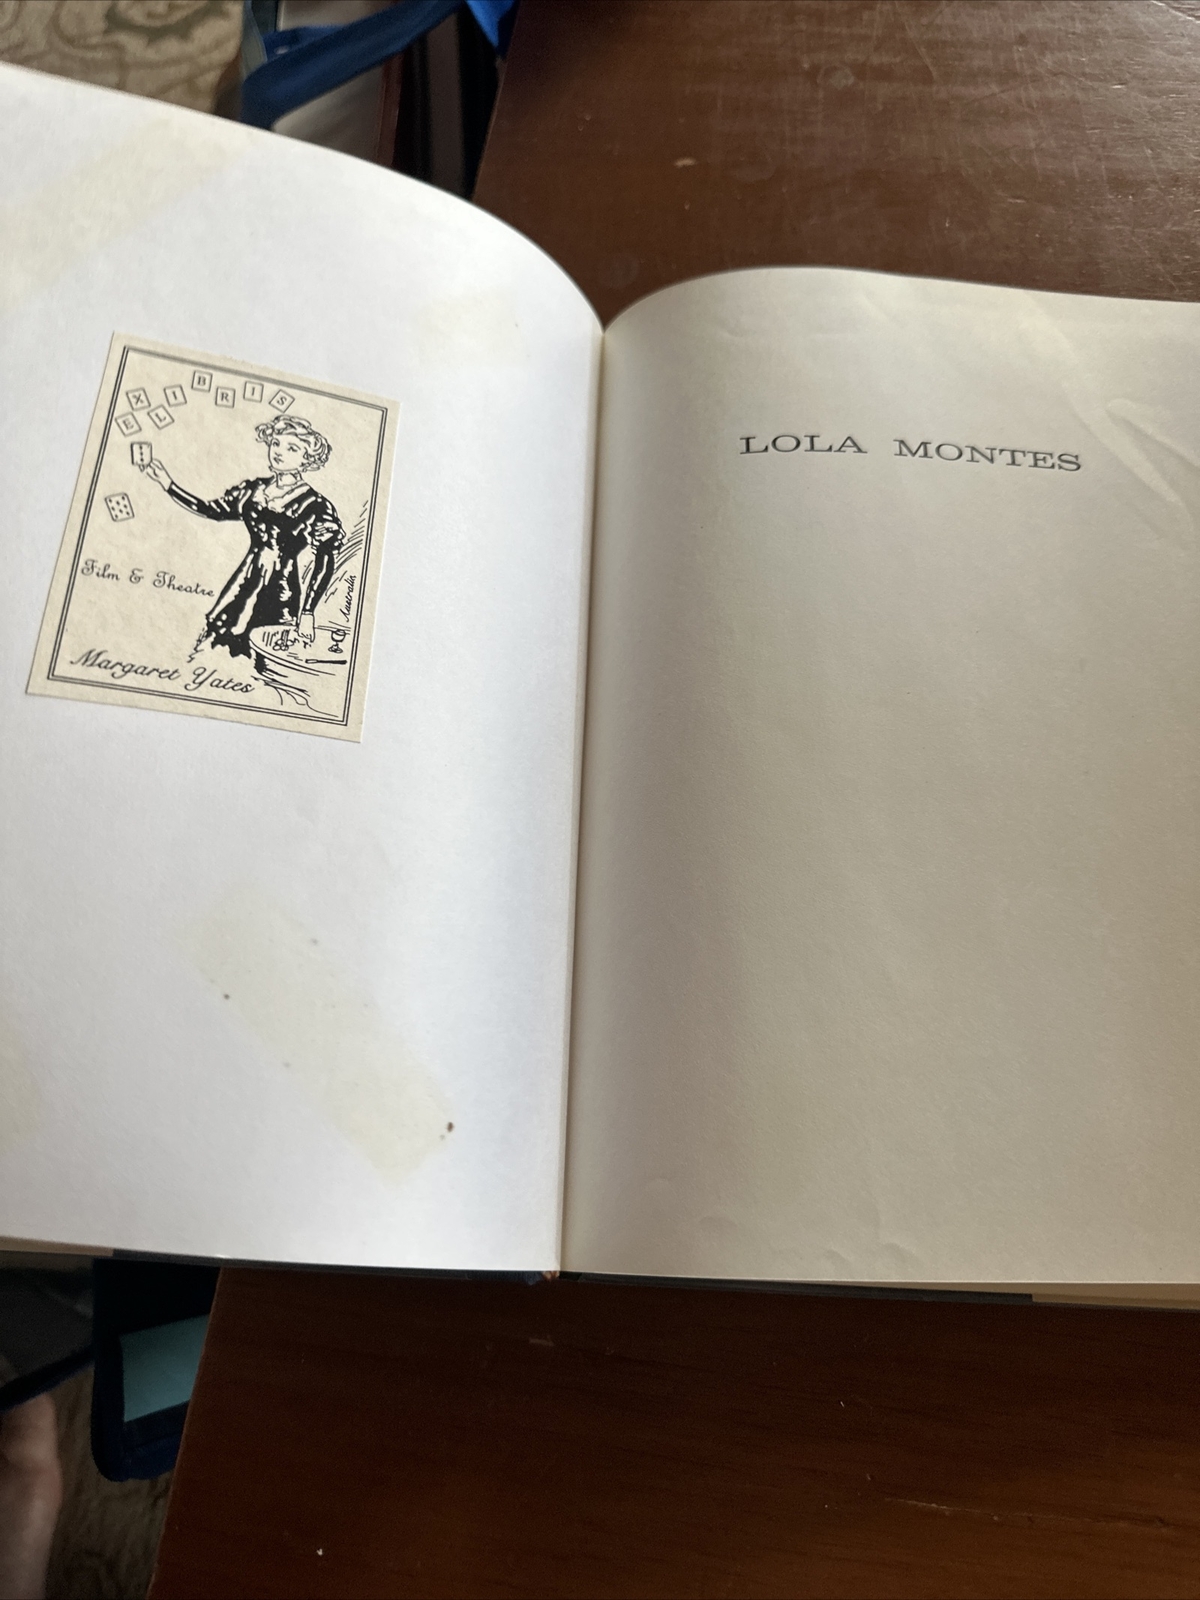 EX LIBRIS
Film & Theatre
Australia
Margaret Yates
LOLA MONTES